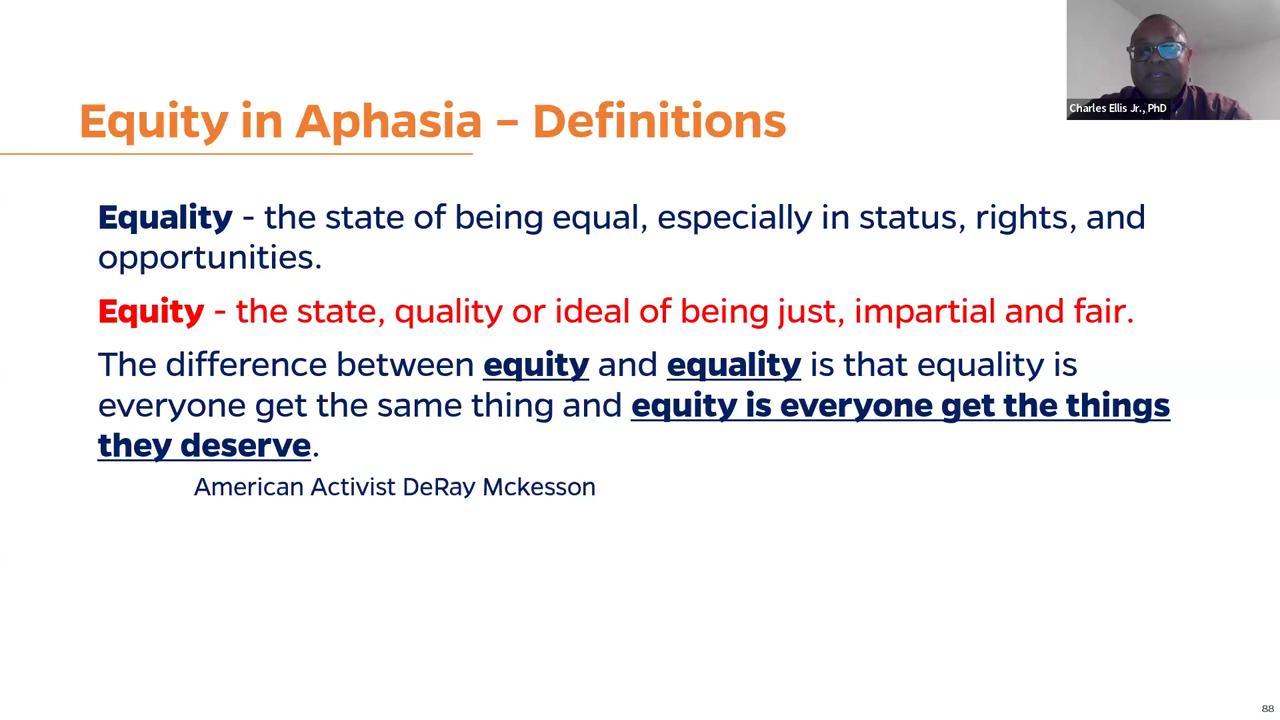 Charles Ellis Jr., PhD
Equity in Aphasia – Definitions
Equality - the state of being equal, especially in status, rights, and
opportunities.
Equity - the state, quality or ideal of being just, impartial and fair.
The difference between equity and equality is that equality is
everyone get the same thing and equity is everyone get the things
they deserve.
American Activist DeRay Mckesson
88